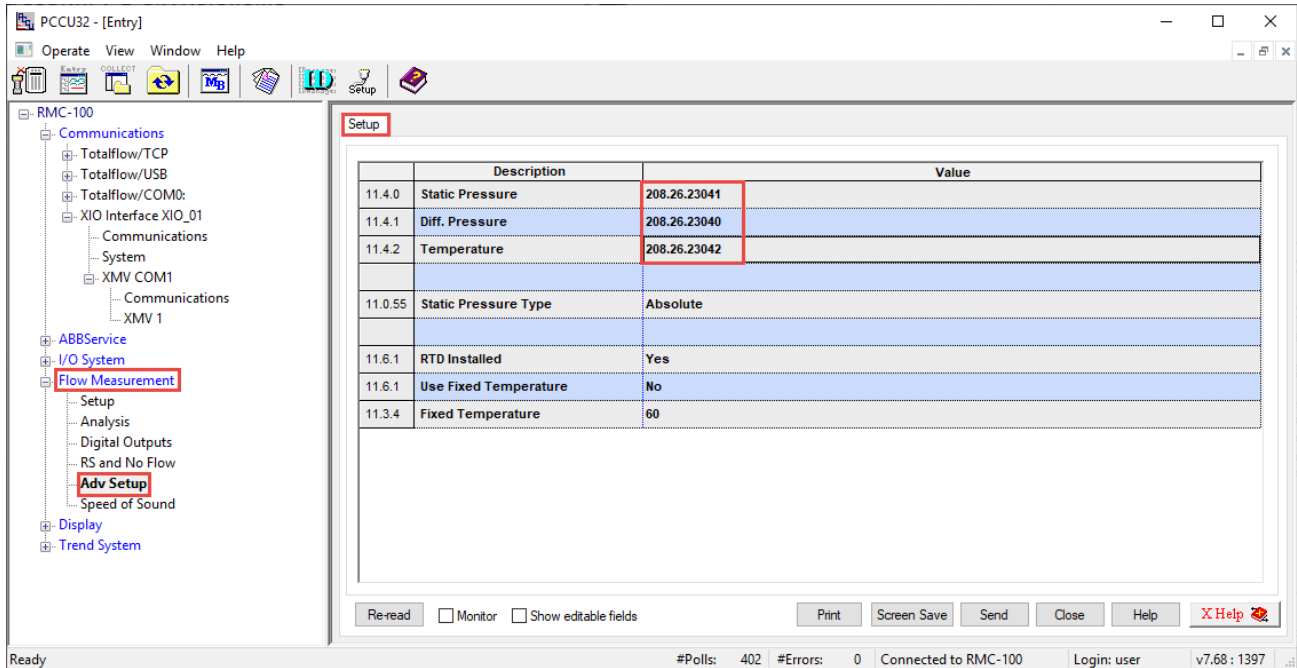 PCCU32 - [Entry]
Operate View Window Help
Entry COLLECT MB ID Setup
RMC-100
Communications
Totalflow/TCP
Totalflow/USB
Totalflow/COM0:
XIO Interface XIO_01
Communications
System
XMV COM1
Communications
XMV 1
ABBService
I/O System
Flow Measurement
Setup
Analysis
Digital Outputs
RS and No Flow
Adv Setup
Speed of Sound
Display
Trend System
Setup
Description Value
11.4.0 Static Pressure 208.26.23041
11.4.1 Diff. Pressure 208.26.23040
11.4.2 Temperature 208.26.23042
11.0.55 Static Pressure Type Absolute
11.6.1 RTD Installed Yes
11.6.1 Use Fixed Temperature No
11.3.4 Fixed Temperature 60
Re-read Monitor Show editable fields Print Screen Save Send Close Help X Help
Ready #Polls: 402 #Errors: 0 Connected to RMC-100 Login: user v7.68 : 1397